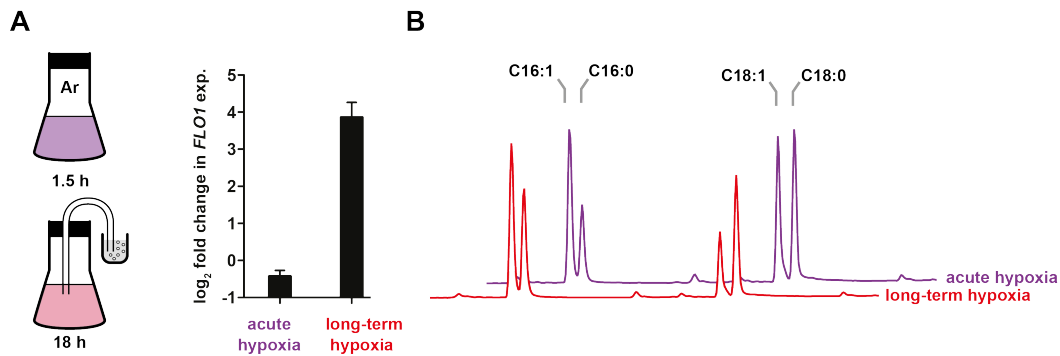 A
Ar
1.5 h
18 h
log2 fold change in FLO1 exp.
5
4
3
2
1
0
-1
acute
hypoxia
long-term
hypoxia
B
C16:1
C16:0
C18:1
C18:0
acute hypoxia
long-term hypoxia